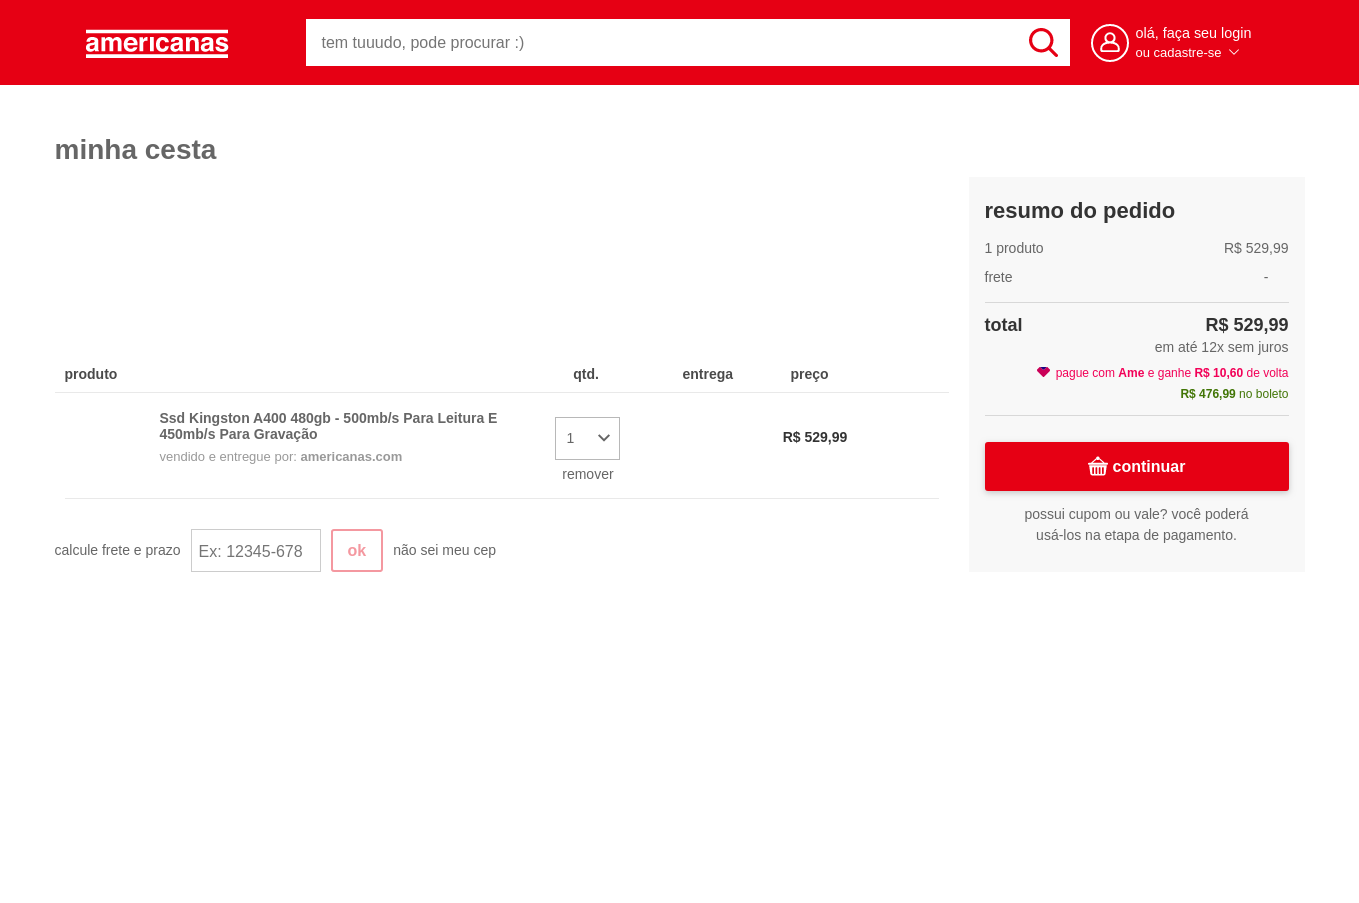 americanas
tem tuuudo, pode procurar :)
olá, faça seu login
ou cadastre-se
minha cesta
produto
qtd.
entrega
preço
Ssd Kingston A400 480gb - 500mb/s Para Leitura E
450mb/s Para Gravação
vendido e entregue por: americanas.com
1
remover
R$ 529,99
calcule frete e prazo
Ex: 12345-678
ok
não sei meu cep
resumo do pedido
1 produto R$ 529,99
frete -
total R$ 529,99
em até 12x sem juros
pague com Ame e ganhe R$ 10,60 de volta
R$ 476,99 no boleto
continuar
possui cupom ou vale? você poderá
usá-los na etapa de pagamento.